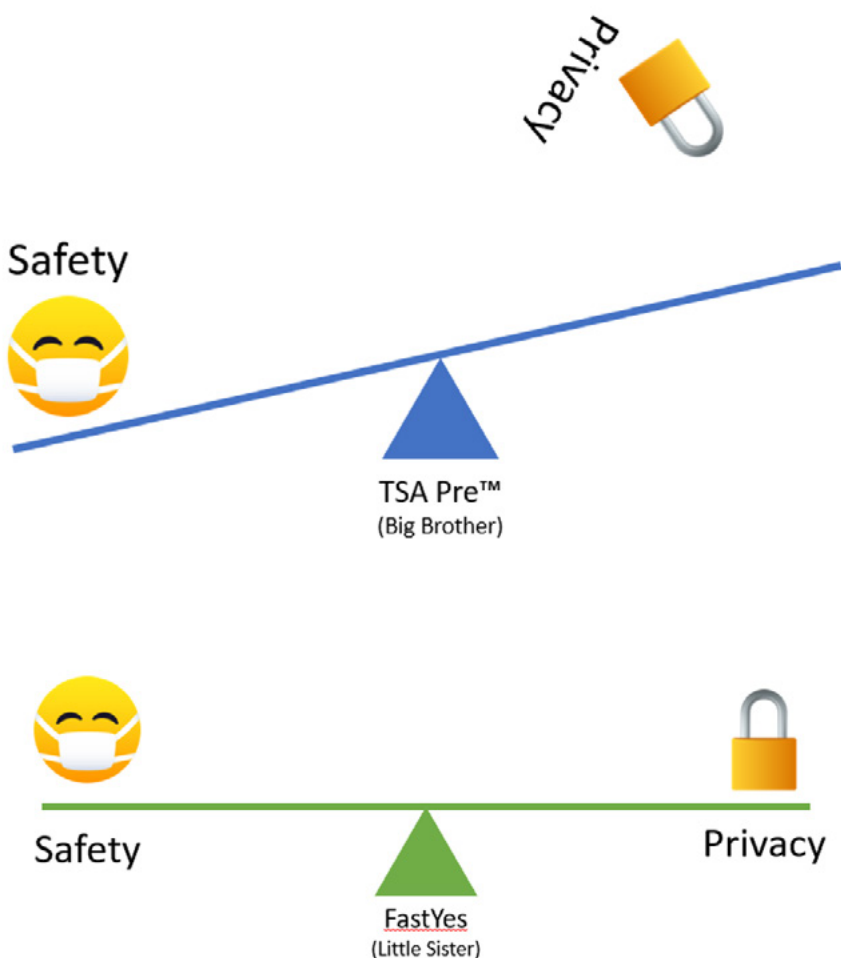 Privacy
Safety
TSA Pre™
(Big Brother)
Safety
Privacy
FastYes
(Little Sister)